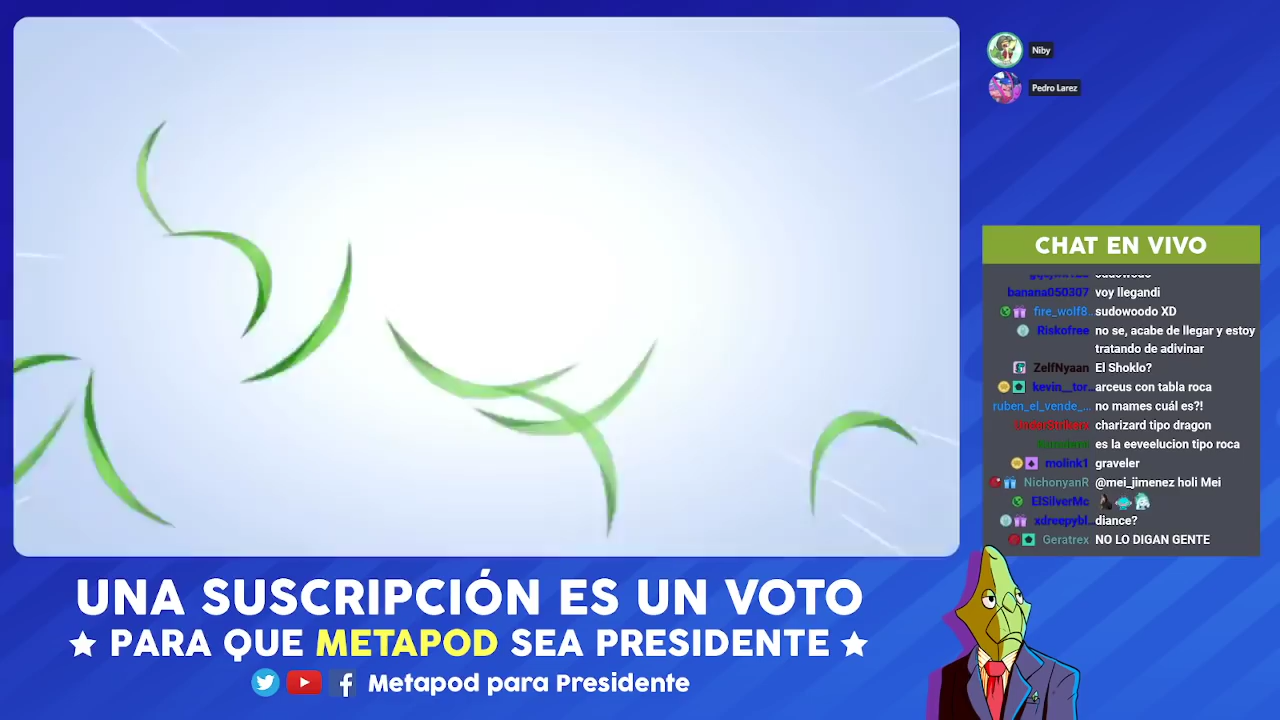 Niby
Pedro Larez
CHAT EN VIVO
banana050307 voy llegandi
fire_wolf8.. sudowoodo XD
Riskofree no se, acabe de llegar y estoy
tratando de adivinar
ZelfNyaan El Shoklo?
kevin__tor.. arceus con tabla roca
ruben_el_vende_... no mames cuál es?!
charizard tipo dragon
es la eeveelucion tipo roca
molink1 graveler
NichonyanR @mei_jimenez holi Mei
ElSilverMc
xdreepybl.. diance?
Geratrex NO LO DIGAN GENTE
UNA SUSCRIPCIÓN ES UN VOTO
★ PARA QUE METAPOD SEA PRESIDENTE ★
Metapod para Presidente